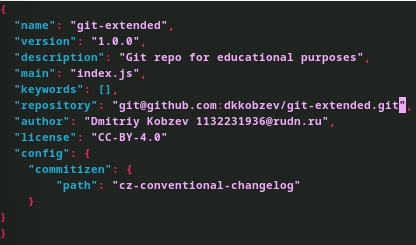 {
  "name": "git-extended",
  "version": "1.0.0",
  "description": "Git repo for educational purposes",
  "main": "index.js",
  "keywords": [],
  "repository": "git@github.com:dkkobzev/git-extended.git",
  "author": "Dmitriy Kobzev 1132231936@rudn.ru",
  "license": "CC-BY-4.0"
  "config": {
    "commitizen": {
        "path": "cz-conventional-changelog"
    }
}
}